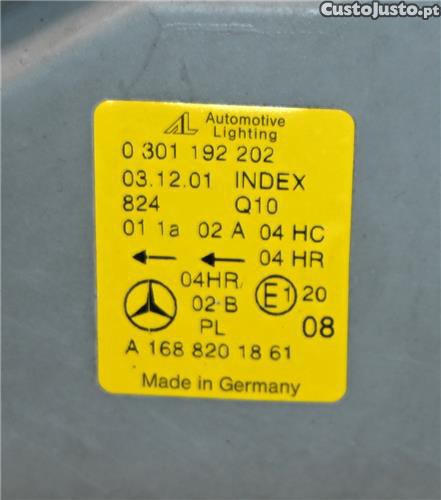 CustoJusto.pt
AL Automotive
Lighting
0 301 192 202
03.12.01 INDEX
824 Q10
01 1a 02 A 04 HC
← ← 04 HR
04HR
02-B E1 20
PL 08
A 168 820 18 61
Made in Germany